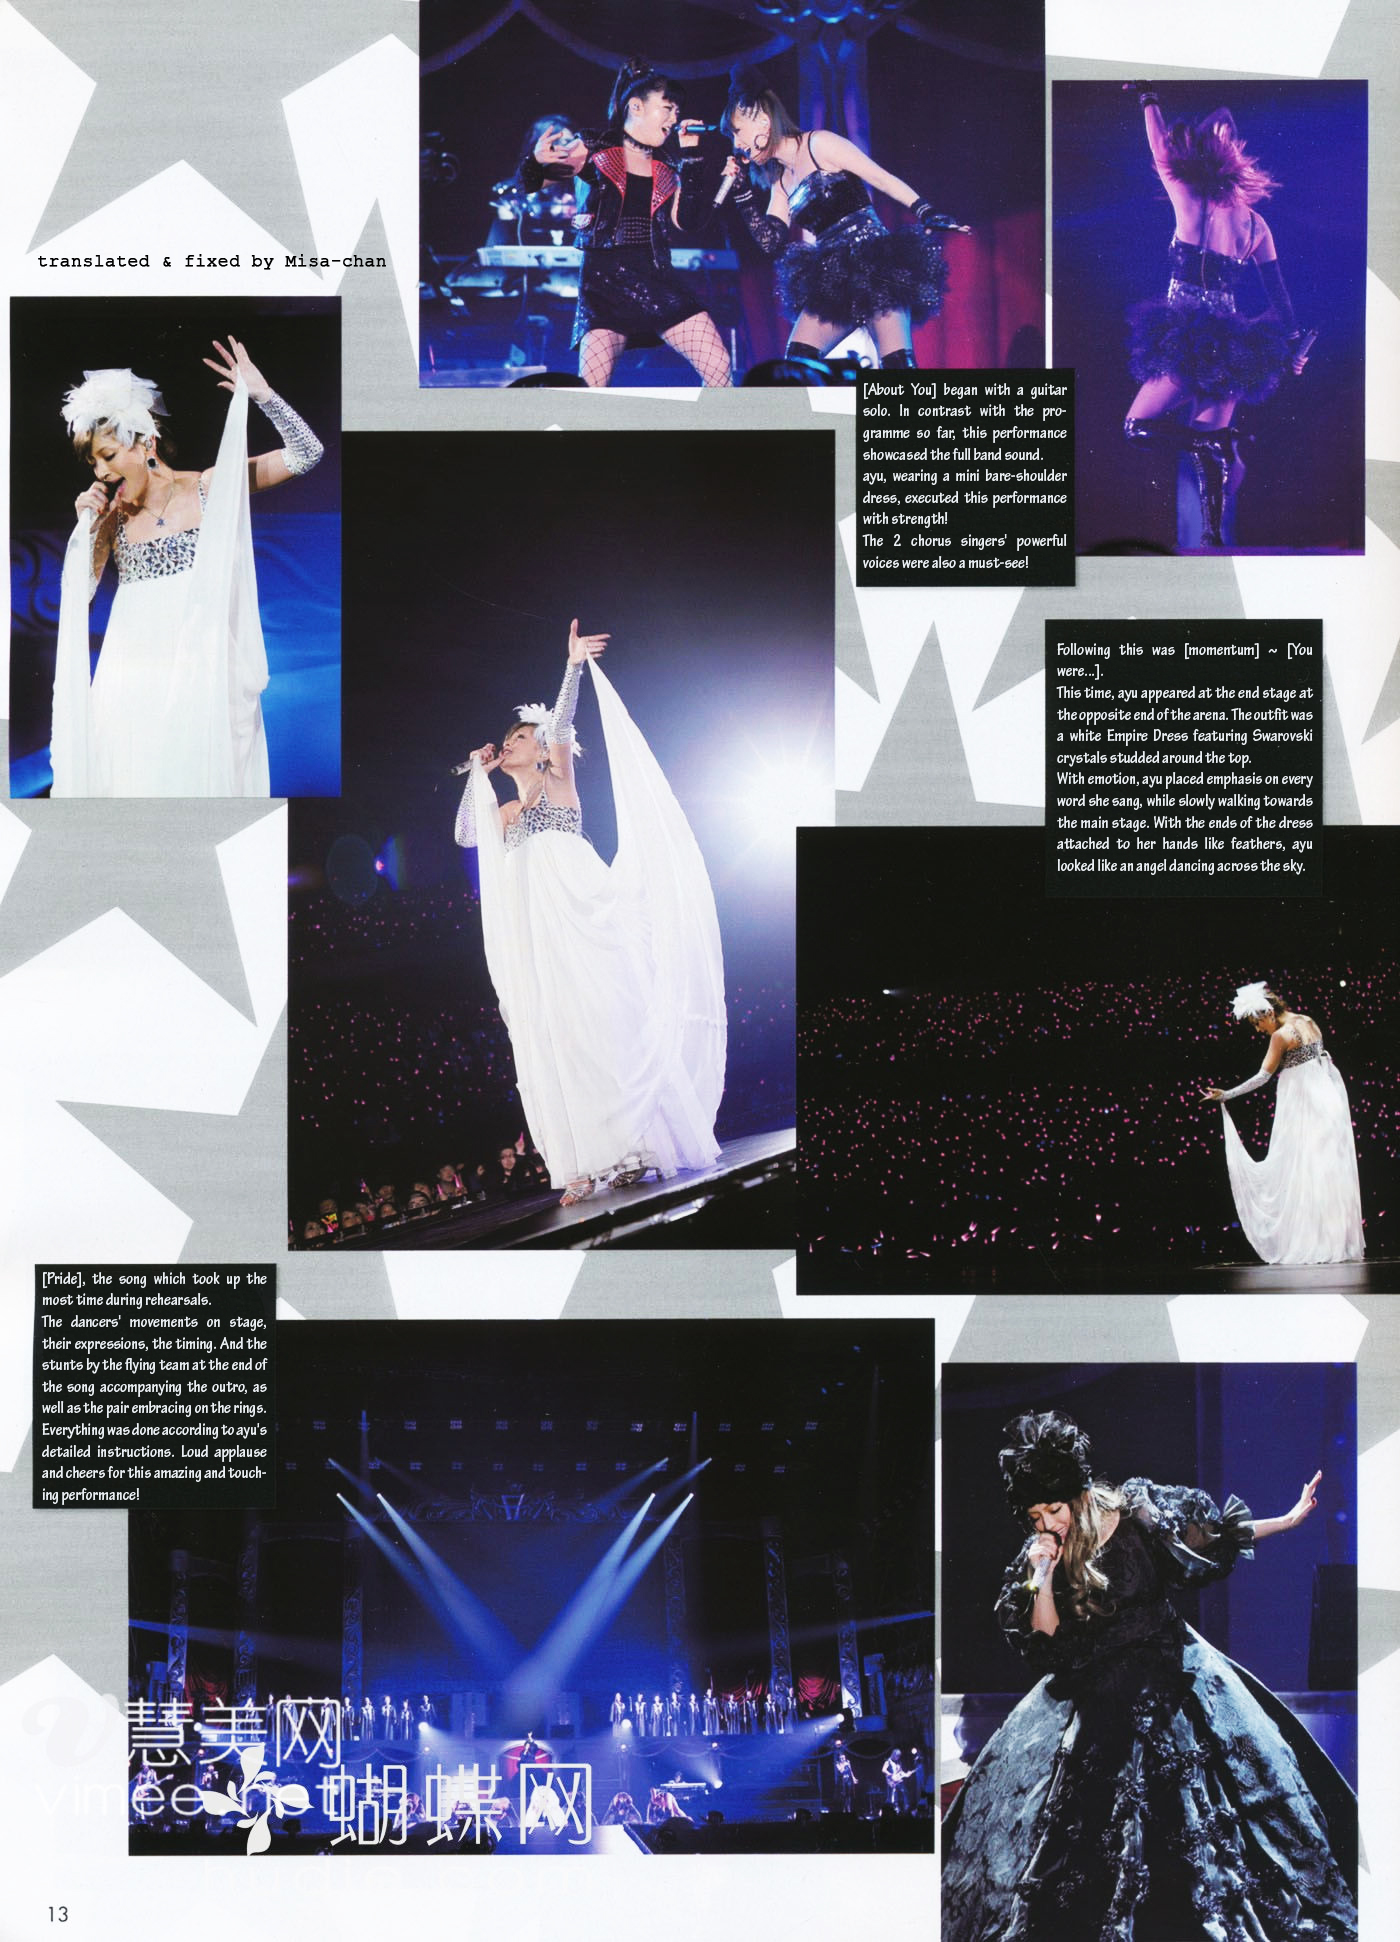 translated & fixed by Misa-chan
[About You] began with a guitar
solo. In contrast with the pro-
gramme so far, this performance
showcased the full band sound.
ayu, wearing a mini bare-shoulder
dress, executed this performance
with strength!
The 2 chorus singers' powerful
voices were also a must-see!
Following this was [momentum] ~ [You
were...].
This time, ayu appeared at the end stage at
the opposite end of the arena. The outfit was
a white Empire Dress featuring Swarovski
crystals studded around the top.
With emotion, ayu placed emphasis on every
word she sang, while slowly walking towards
the main stage. With the ends of the dress
attached to her hands like feathers, ayu
looked like an angel dancing across the sky.
[Pride], the song which took up the
most time during rehearsals.
The dancers' movements on stage,
their expressions, the timing. And the
stunts by the flying team at the end of
the song accompanying the outro, as
well as the pair embracing on the rings.
Everything was done according to ayu's
detailed instructions. Loud applause
and cheers for this amazing and touch-
ing performance!
慧美网
vimee.net
蝴蝶网
13